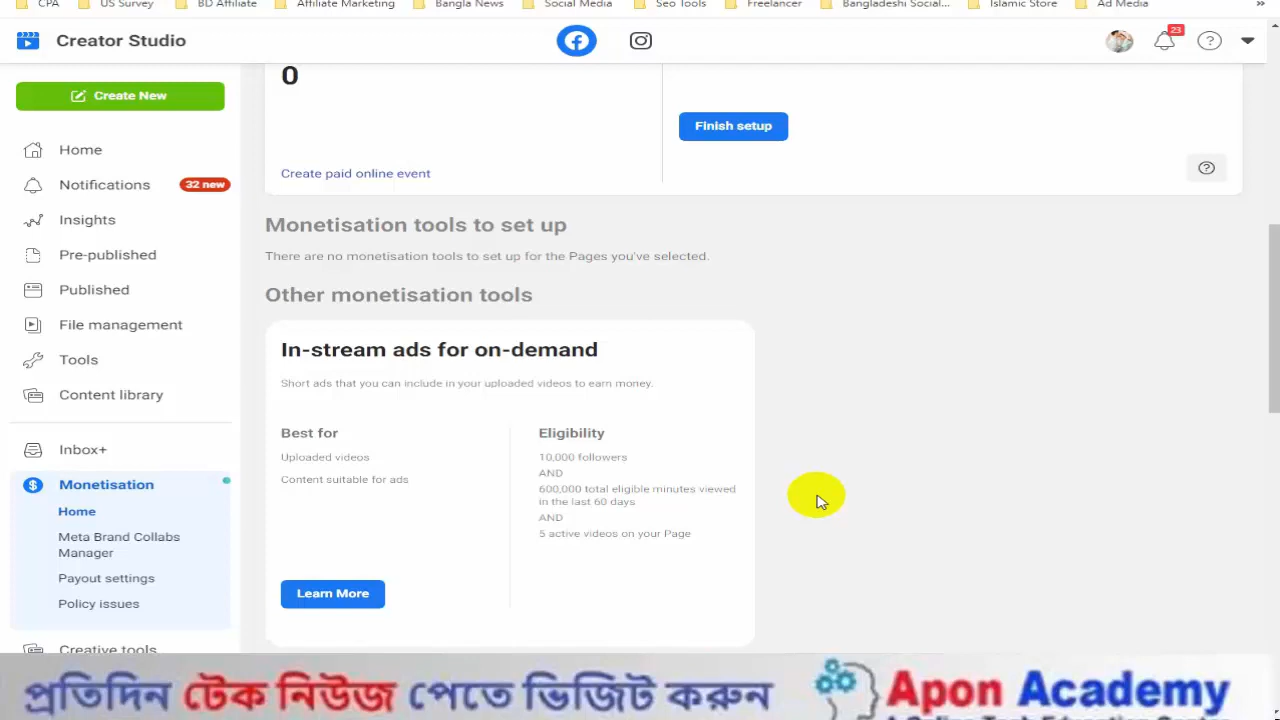 CPA US Survey BD Affiliate Affiliate Marketing Bangla News Social Media Seo Tools Freelancer Bangladeshi Social... Islamic Store Ad Media »
Creator Studio
23
Create New
Home
Notifications 32 new
Insights
Pre-published
Published
File management
Tools
Content library
Inbox+
Monetisation
Home
Meta Brand Collabs
Manager
Payout settings
Policy issues
Creative tools
0
Finish setup
Create paid online event
Monetisation tools to set up
There are no monetisation tools to set up for the Pages you've selected.
Other monetisation tools
In-stream ads for on-demand
Short ads that you can include in your uploaded videos to earn money.
Best for
Uploaded videos
Content suitable for ads
Eligibility
10,000 followers
AND
600,000 total eligible minutes viewed
in the last 60 days
AND
5 active videos on your Page
Learn More
প্রতিদিন টেক নিউজ পেতে ভিজিট করুন
Apon Academy